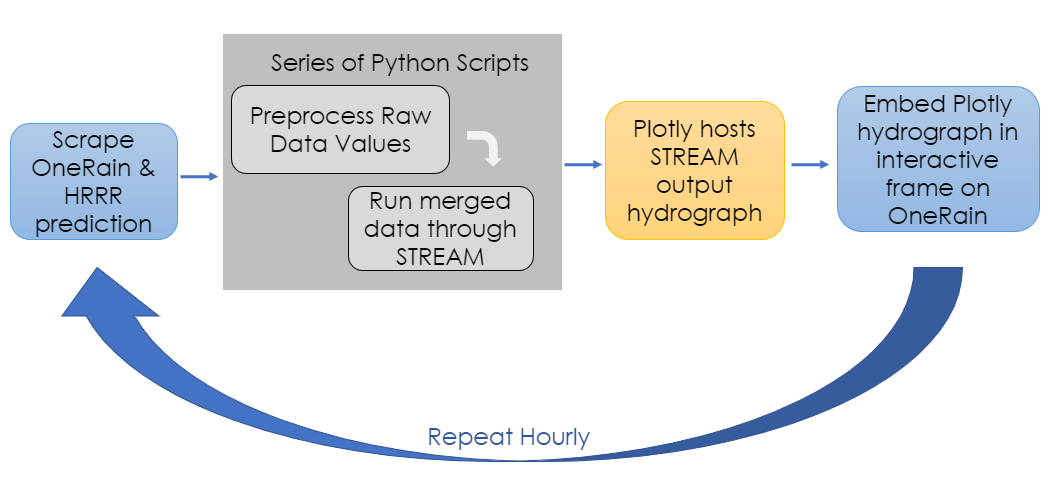 Series of Python Scripts
Scrape
OneRain &
HRRR
prediction
Preprocess Raw
Data Values
Run merged
data through
STREAM
Plotly hosts
STREAM
output
hydrograph
Embed Plotly
hydrograph in
interactive
frame on
OneRain
Repeat Hourly